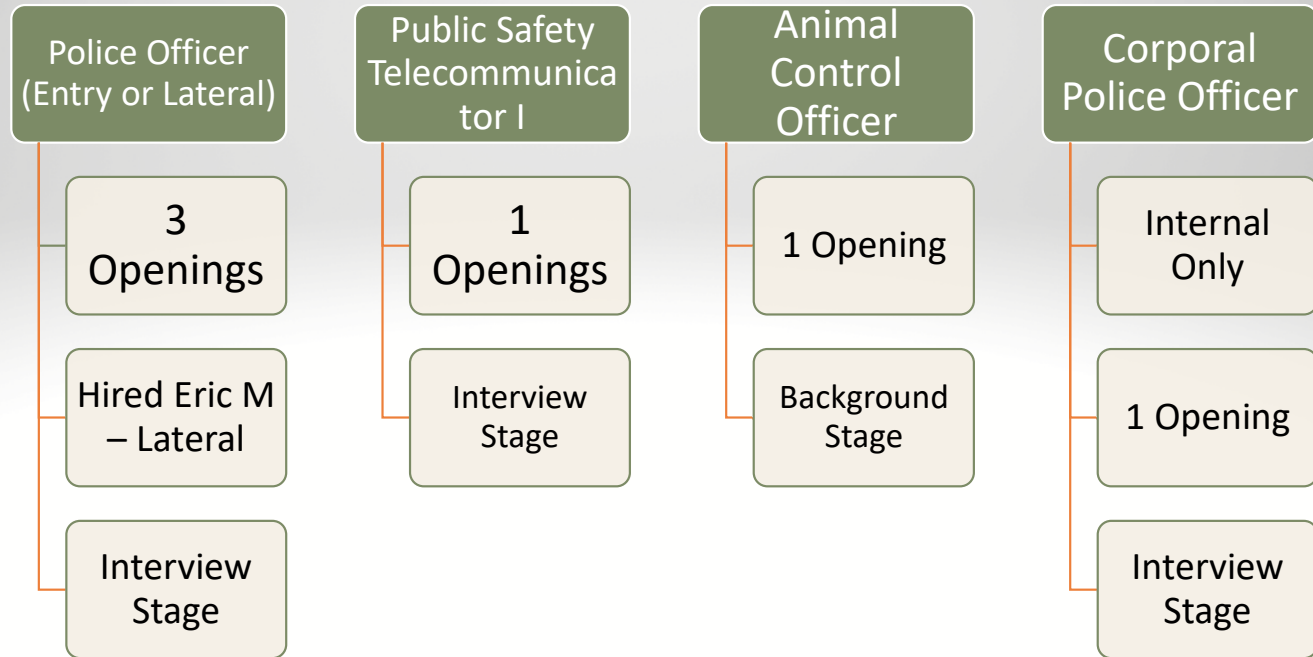 Police Officer
(Entry or Lateral)
3
Openings
Hired Eric M
– Lateral
Interview
Stage
Public Safety
Telecommunica
tor I
1
Openings
Interview
Stage
Animal
Control
Officer
1 Opening
Background
Stage
Corporal
Police Officer
Internal
Only
1 Opening
Interview
Stage